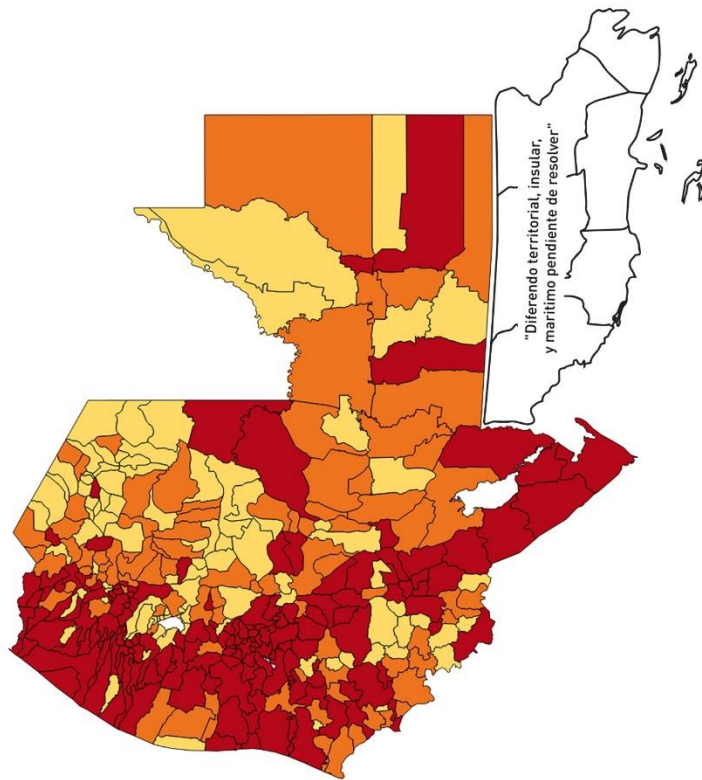 "Diferendo territorial, insular,
y marítimo pendiente de resolver"